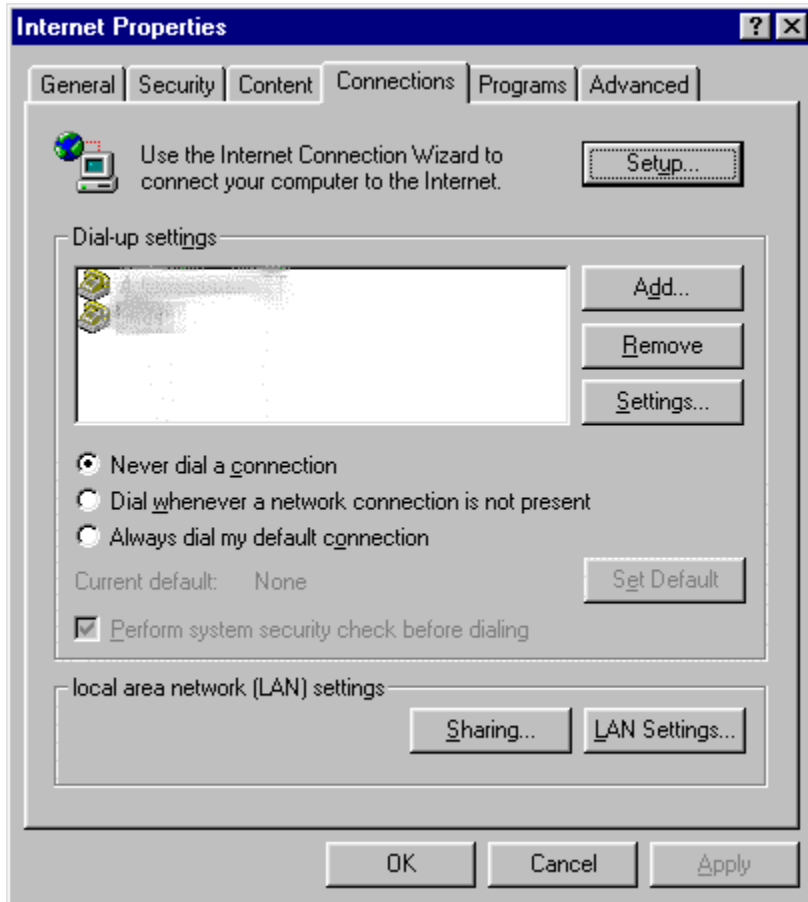 Internet Properties
General Security Content Connections Programs Advanced
Use the Internet Connection Wizard to
connect your computer to the Internet.
Setup...
Dial-up settings
Add...
Remove
Settings...
Never dial a connection
Dial whenever a network connection is not present
Always dial my default connection
Current default: None
Set Default
Perform system security check before dialing
local area network (LAN) settings
Sharing...
LAN Settings...
OK Cancel Apply